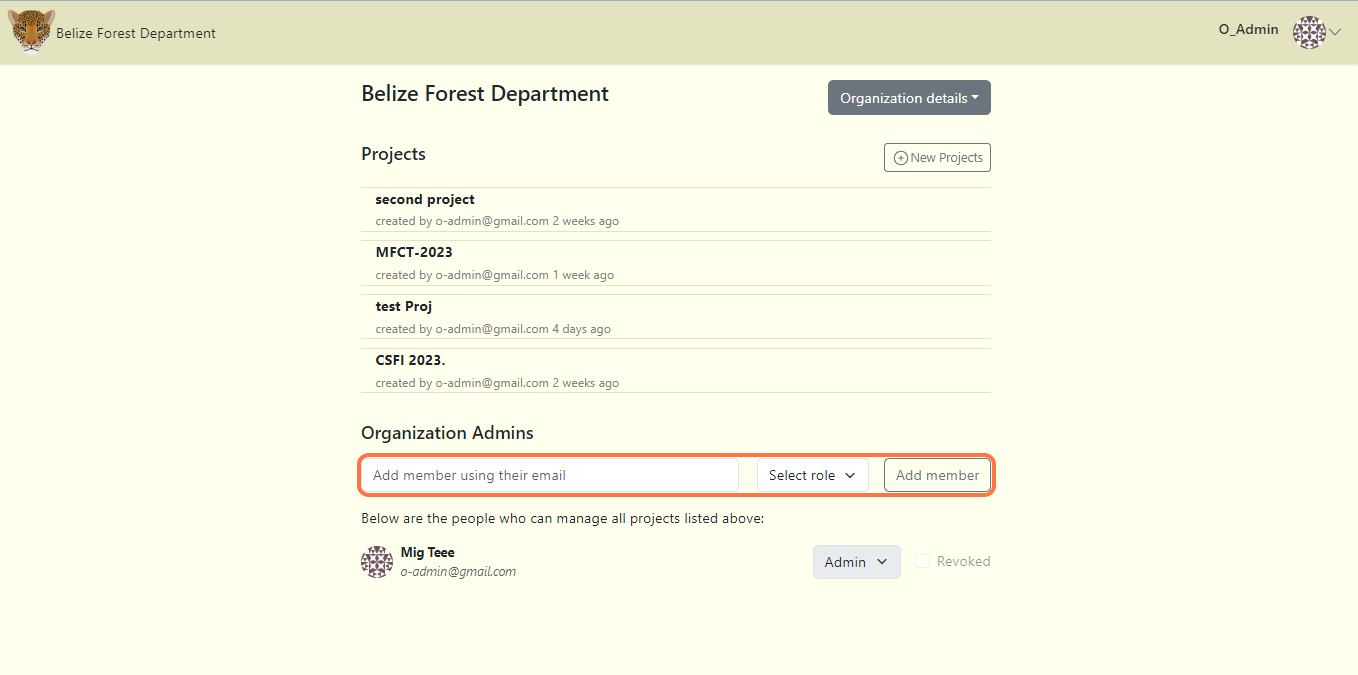 Belize Forest Department
O_Admin
Belize Forest Department
Organization details
Projects
New Projects
second project
created by o-admin@gmail.com 2 weeks ago
MFCT-2023
created by o-admin@gmail.com 1 week ago
test Proj
created by o-admin@gmail.com 4 days ago
CSFI 2023.
created by o-admin@gmail.com 2 weeks ago
Organization Admins
Add member using their email
Select role
Add member
Below are the people who can manage all projects listed above:
Mig Teee
o-admin@gmail.com
Admin
Revoked